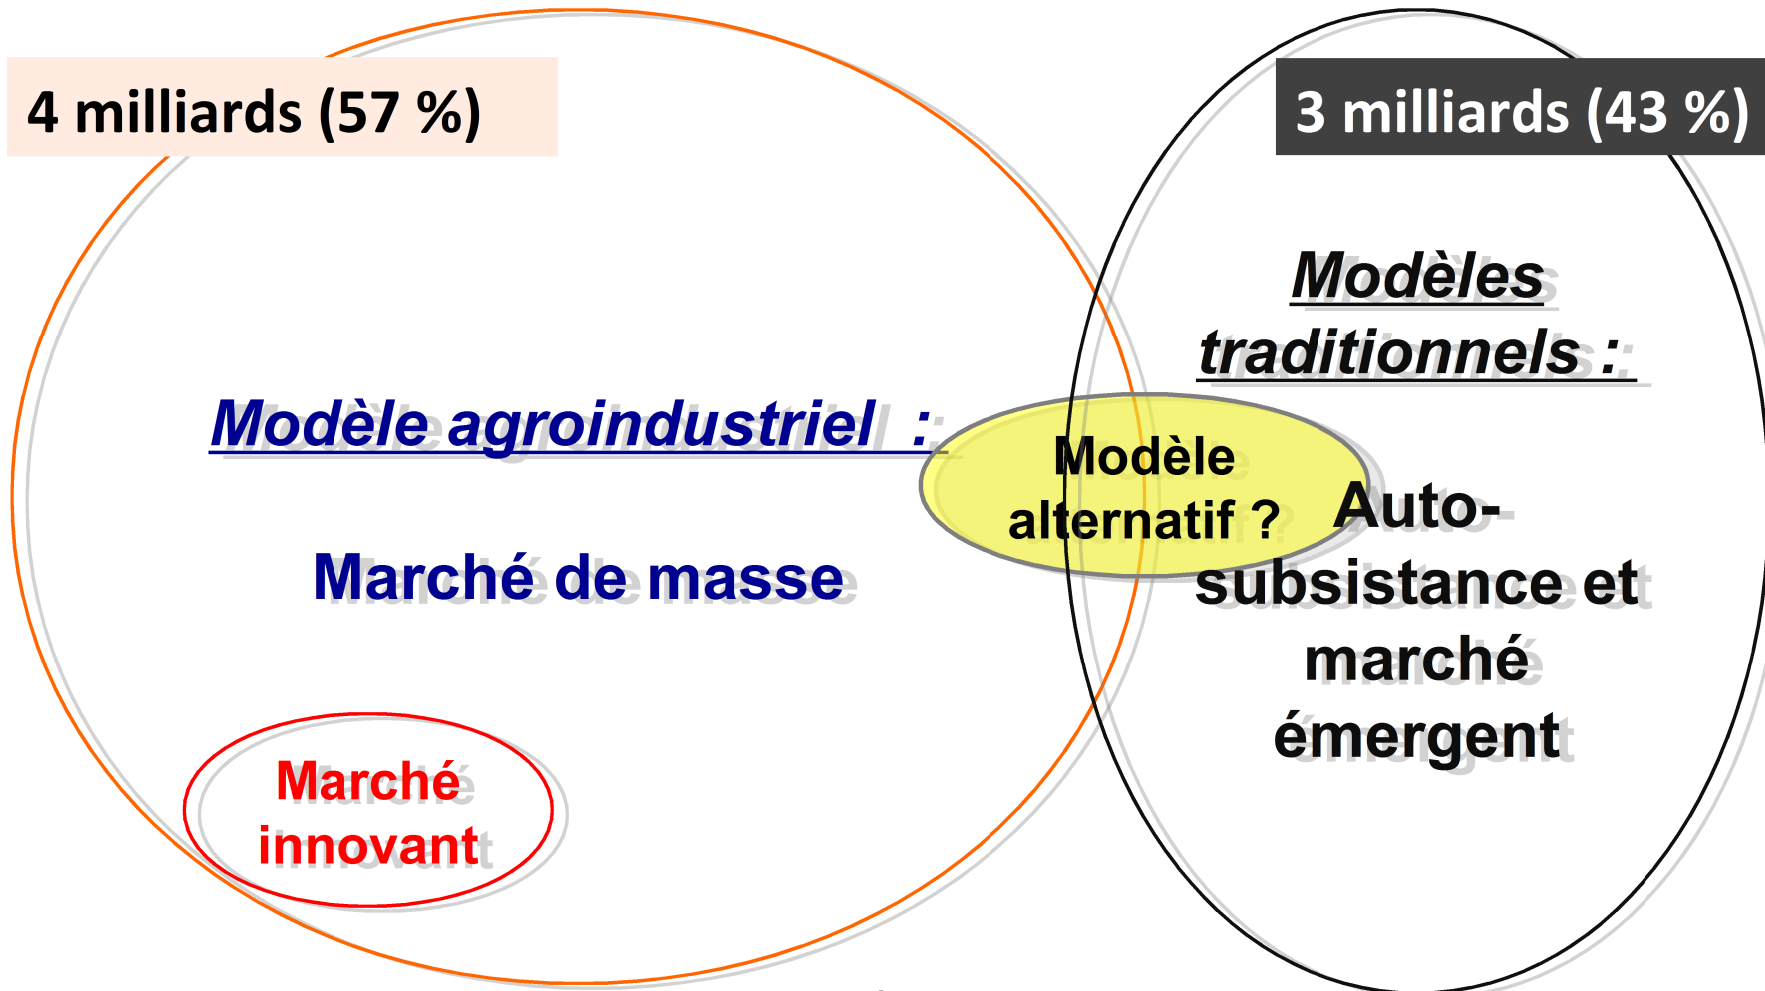 4 milliards (57 %)
3 milliards (43 %)
Modèle agroindustriel :
Marché de masse
Marché
innovant
Modèle
alternatif ?
Modèles
traditionnels :
Auto-
subsistance et
marché
émergent